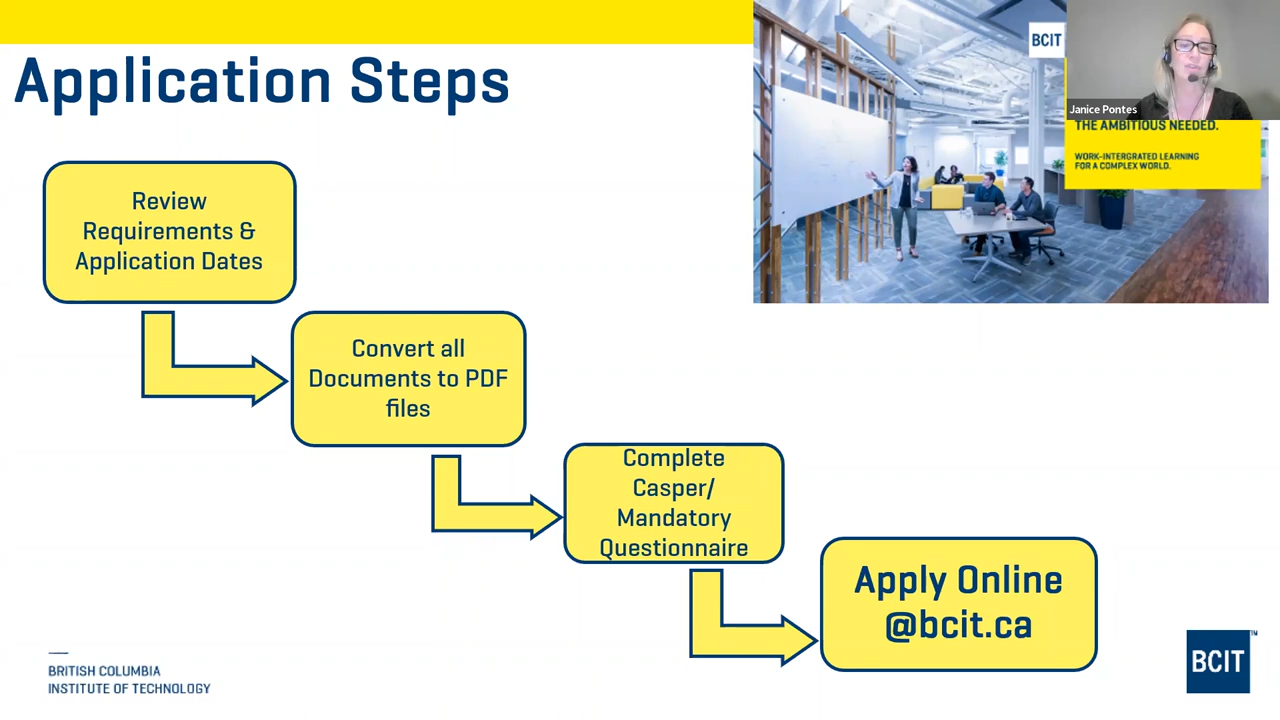 Application Steps
BCIT
Janice Pontes
THE AMBITIOUS NEEDED.
WORK-INTERGRATED LEARNING
FOR A COMPLEX WORLD.
Review
Requirements &
Application Dates
Convert all
Documents to PDF
files
Complete
Casper/
Mandatory
Questionnaire
Apply Online
@bcit.ca
BRITISH COLUMBIA
INSTITUTE OF TECHNOLOGY
BCIT™